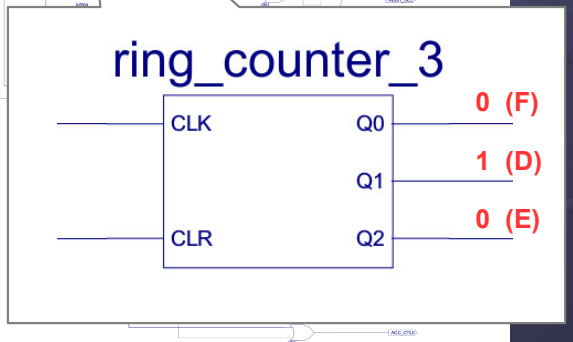 ring_counter_3
CLK Q0 0 (F)
Q1 1 (D)
CLR Q2 0 (E)